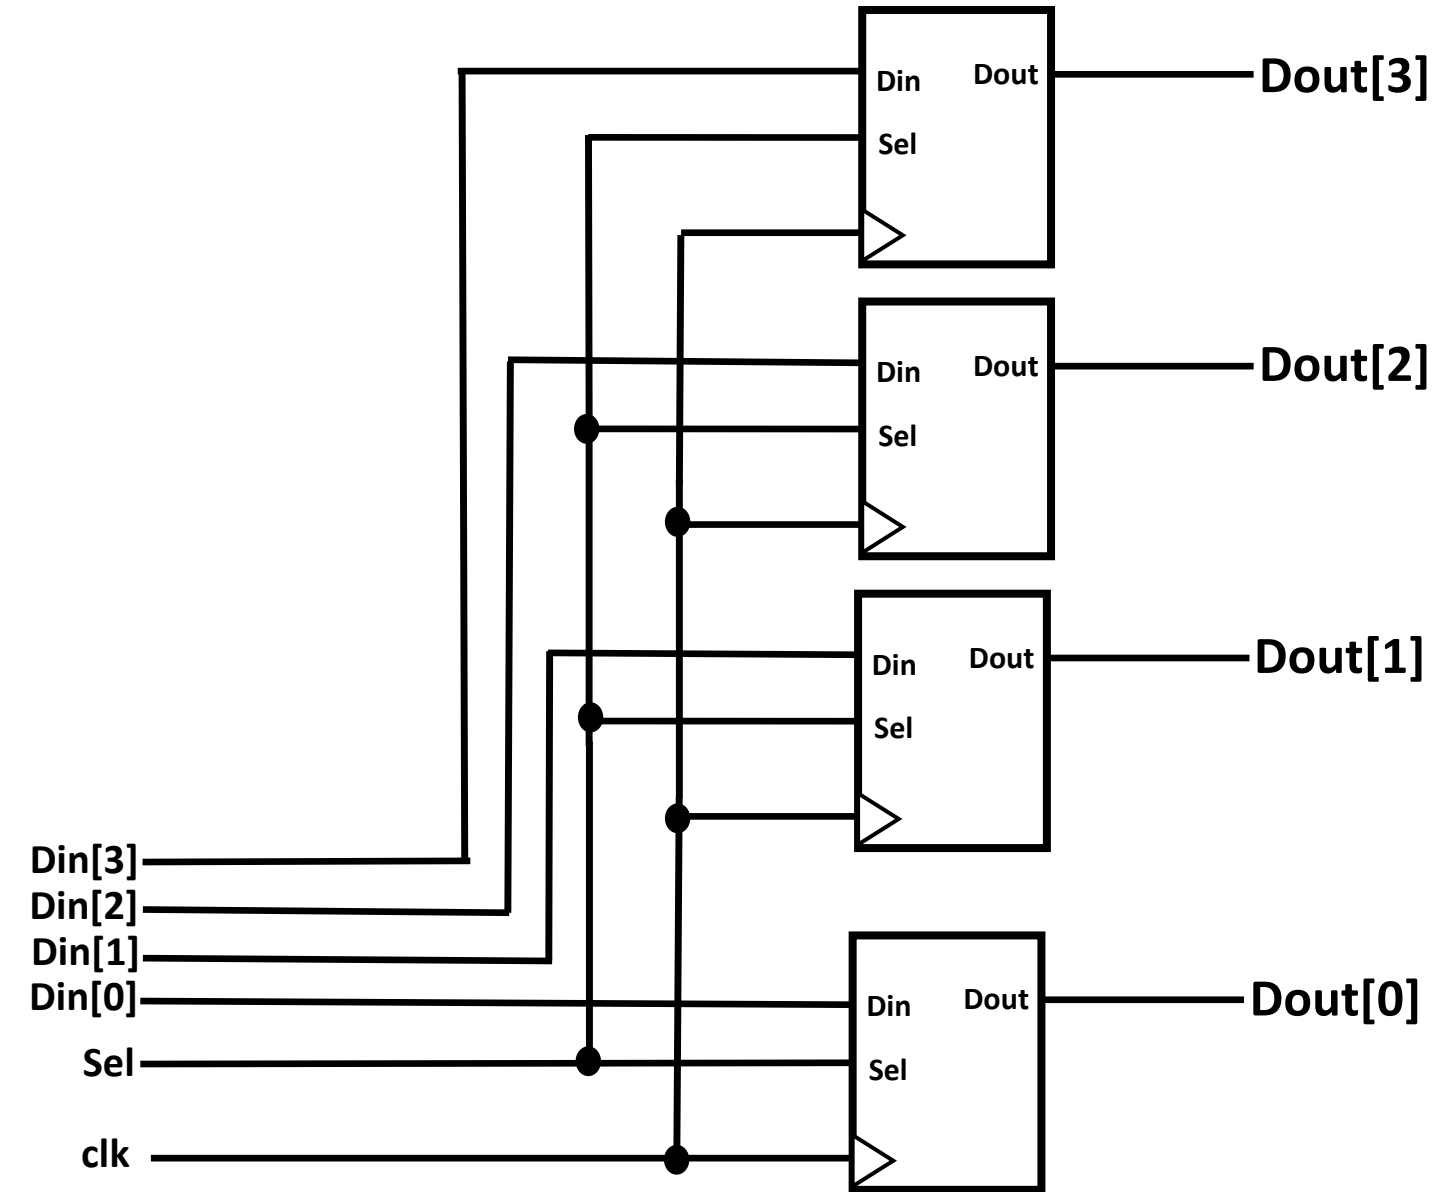 Din Dout Dout[3]
Sel
Din Dout Dout[2]
Sel
Din Dout Dout[1]
Sel
Din[3]
Din[2]
Din[1]
Din[0] Din Dout Dout[0]
Sel Sel
clk